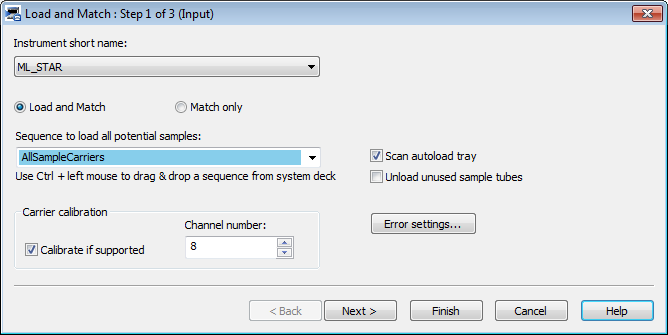 Load and Match : Step 1 of 3 (Input)
Instrument short name:
ML_STAR
Load and Match
Match only
Sequence to load all potential samples:
AllSampleCarriers
Scan autoload tray
Use Ctrl + left mouse to drag & drop a sequence from system deck
Unload unused sample tubes
Carrier calibration
Channel number:
Calibrate if supported
8
Error settings...
< Back
Next >
Finish
Cancel
Help